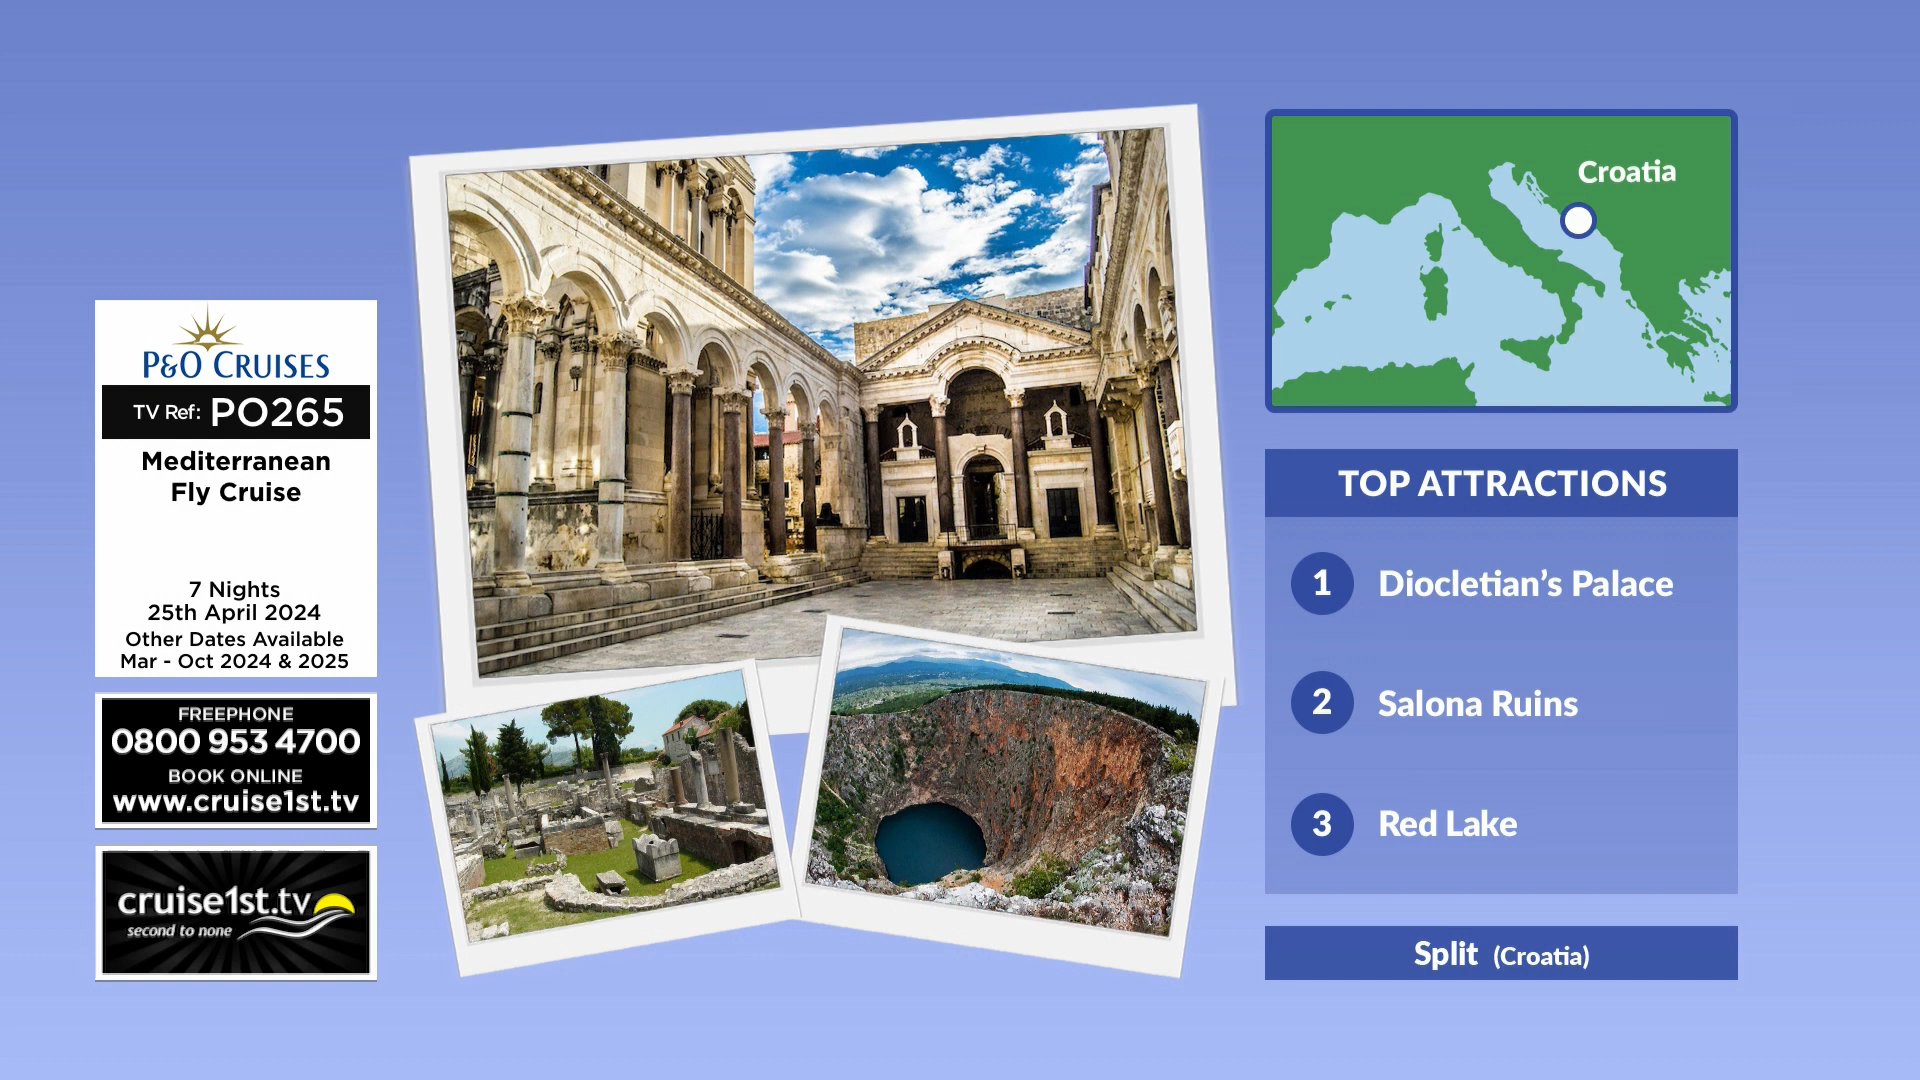 P&O CRUISES
TV Ref: PO265
Mediterranean
Fly Cruise
7 Nights
25th April 2024
Other Dates Available
Mar - Oct 2024 & 2025
FREEPHONE
0800 953 4700
BOOK ONLINE
www.cruise1st.tv
cruise1st.tv
second to none
Croatia
TOP ATTRACTIONS
1 Diocletian’s Palace
2 Salona Ruins
3 Red Lake
Split (Croatia)